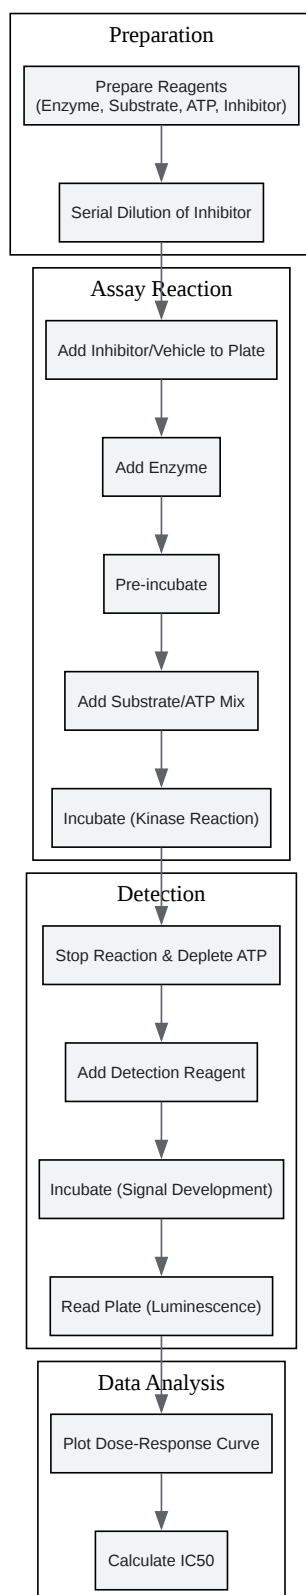 Preparation
Prepare Reagents
(Enzyme, Substrate, ATP, Inhibitor)
Serial Dilution of Inhibitor
Assay Reaction
Add Inhibitor/Vehicle to Plate
Add Enzyme
Pre-incubate
Add Substrate/ATP Mix
Incubate (Kinase Reaction)
Detection
Stop Reaction & Deplete ATP
Add Detection Reagent
Incubate (Signal Development)
Read Plate (Luminescence)
Data Analysis
Plot Dose-Response Curve
Calculate IC50